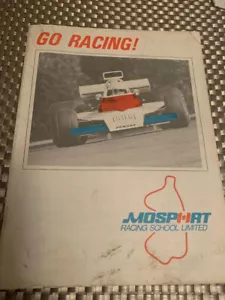 GO RACING!
MOSPORT
RACING SCHOOL LIMITED